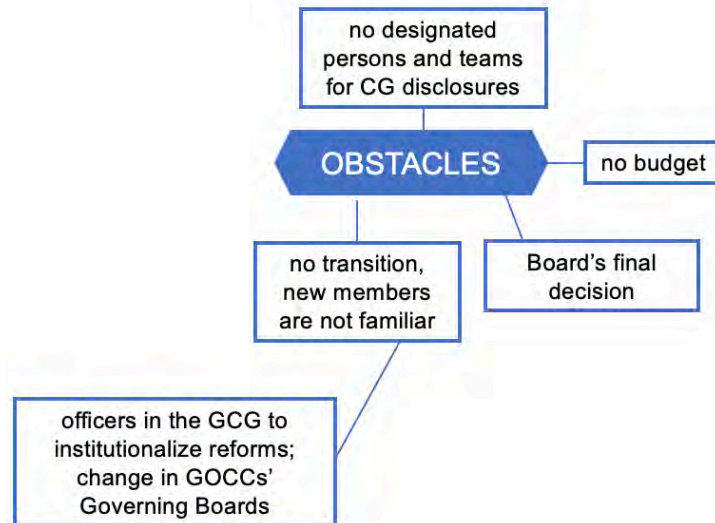 no designated
persons and teams
for CG disclosures
OBSTACLES
no budget
no transition,
new members
are not familiar
Board's final
decision
officers in the GCG to
institutionalize reforms;
change in GOCCs'
Governing Boards